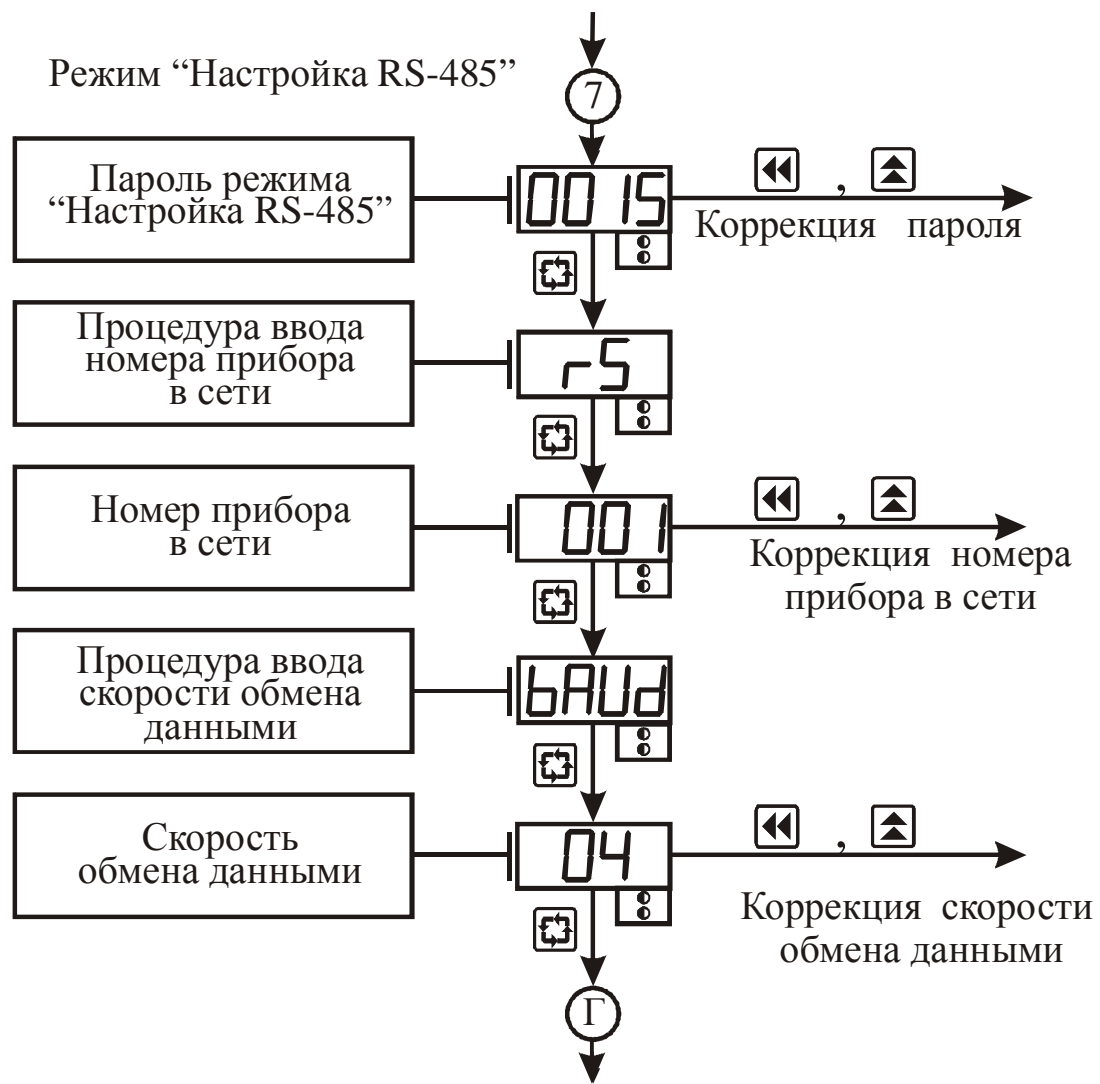 Режим “Настройка RS-485”
7
Пароль режима
“Настройка RS-485”
0015
,
Коррекция пароля
Процедура ввода
номера прибора
в сети
rS
Номер прибора
в сети
001
,
Коррекция номера
прибора в сети
Процедура ввода
скорости обмена
данными
bAUd
Скорость
обмена данными
04
,
Коррекция скорости
обмена данными
Г